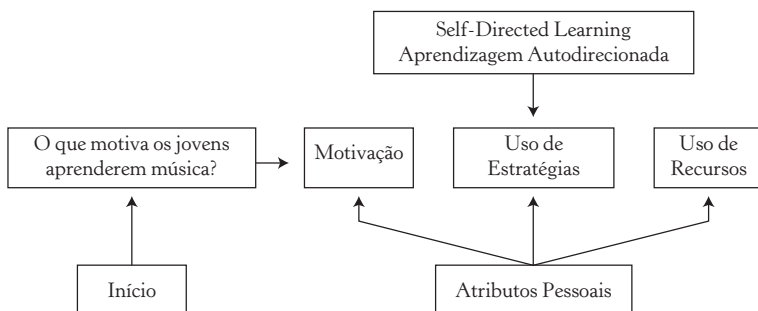 Self-Directed Learning
Aprendizagem Autodirecionada
O que motiva os jovens
aprenderem música?
Motivação
Uso de
Estratégias
Uso de
Recursos
Início
Atributos Pessoais